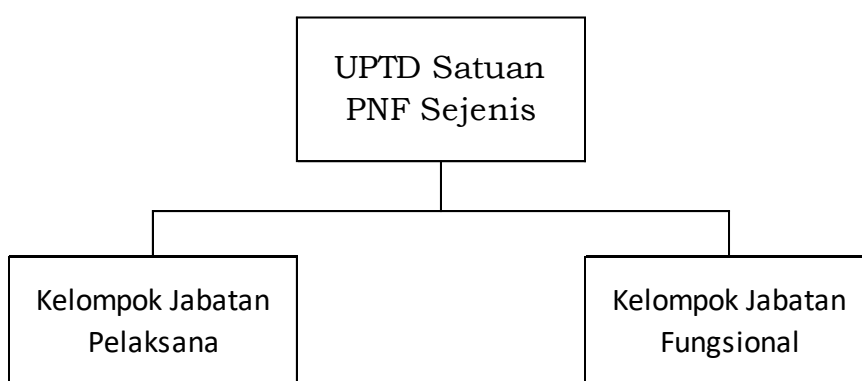 UPTD Satuan
PNF Sejenis
Kelompok Jabatan
Pelaksana
Kelompok Jabatan
Fungsional